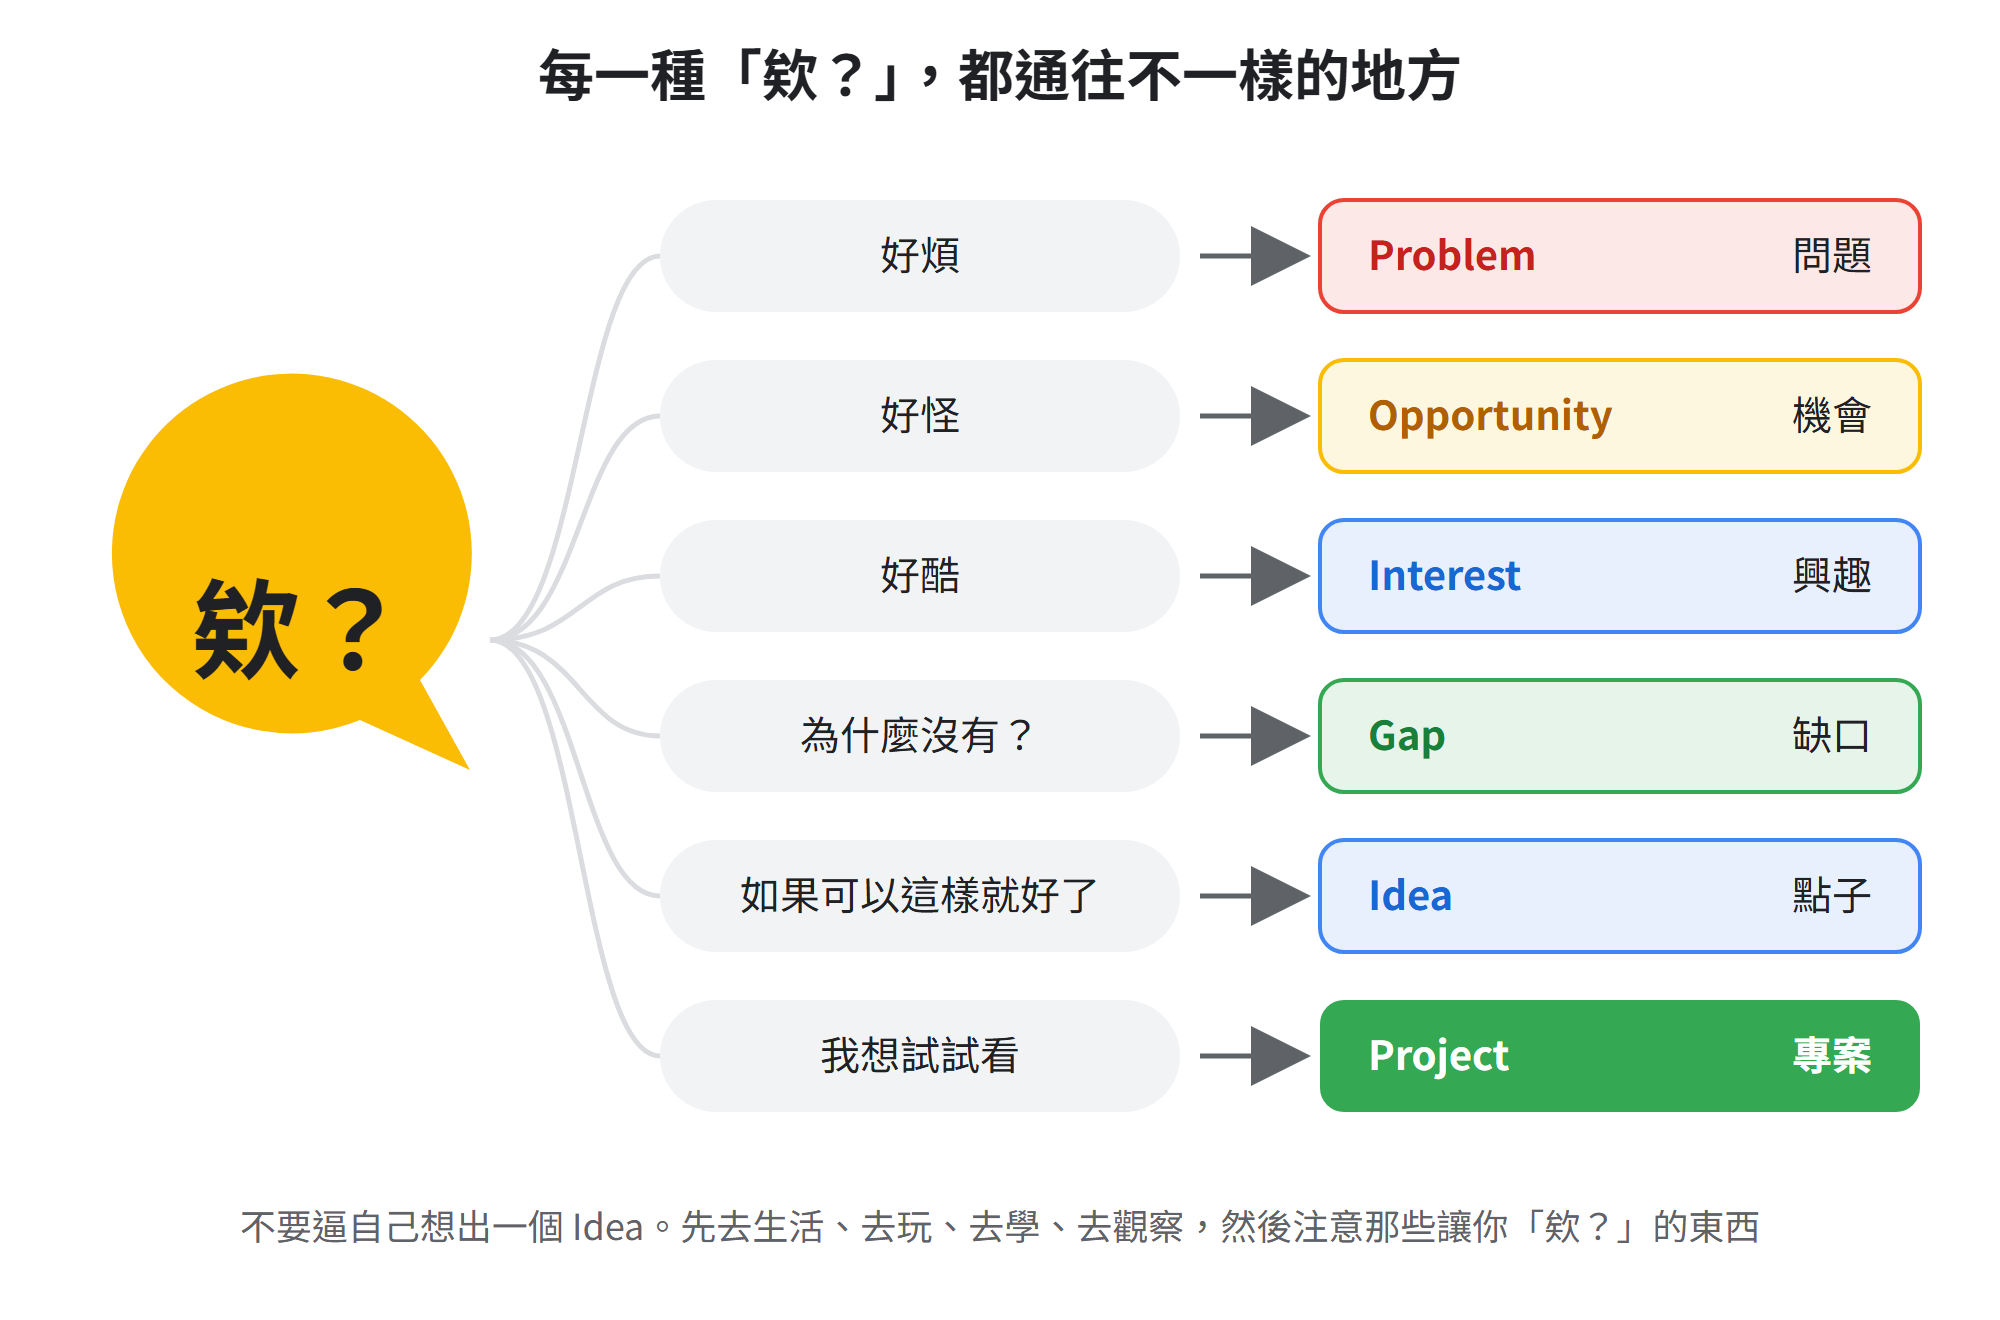 每一種「欸？」，都通往不一樣的地方
欸？
好煩
Problem 問題
好怪
Opportunity 機會
好酷
Interest 興趣
為什麼沒有？
Gap 缺口
如果可以這樣就好了
Idea 點子
我想試試看
Project 專案
不要逼自己想出一個 Idea。先去生活、去玩、去學、去觀察，然後注意那些讓你「欸？」的東西